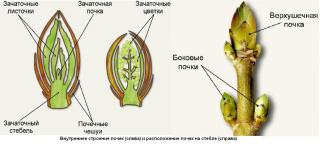 Зачаточные листочки
Зачаточная почка
Зачаточные цветки
Верхушечная почка
Боковые почки
Зачаточный стебель
Почечные чешуи
Внутреннее строение почек (слева) и расположение почек на стебле (справа)